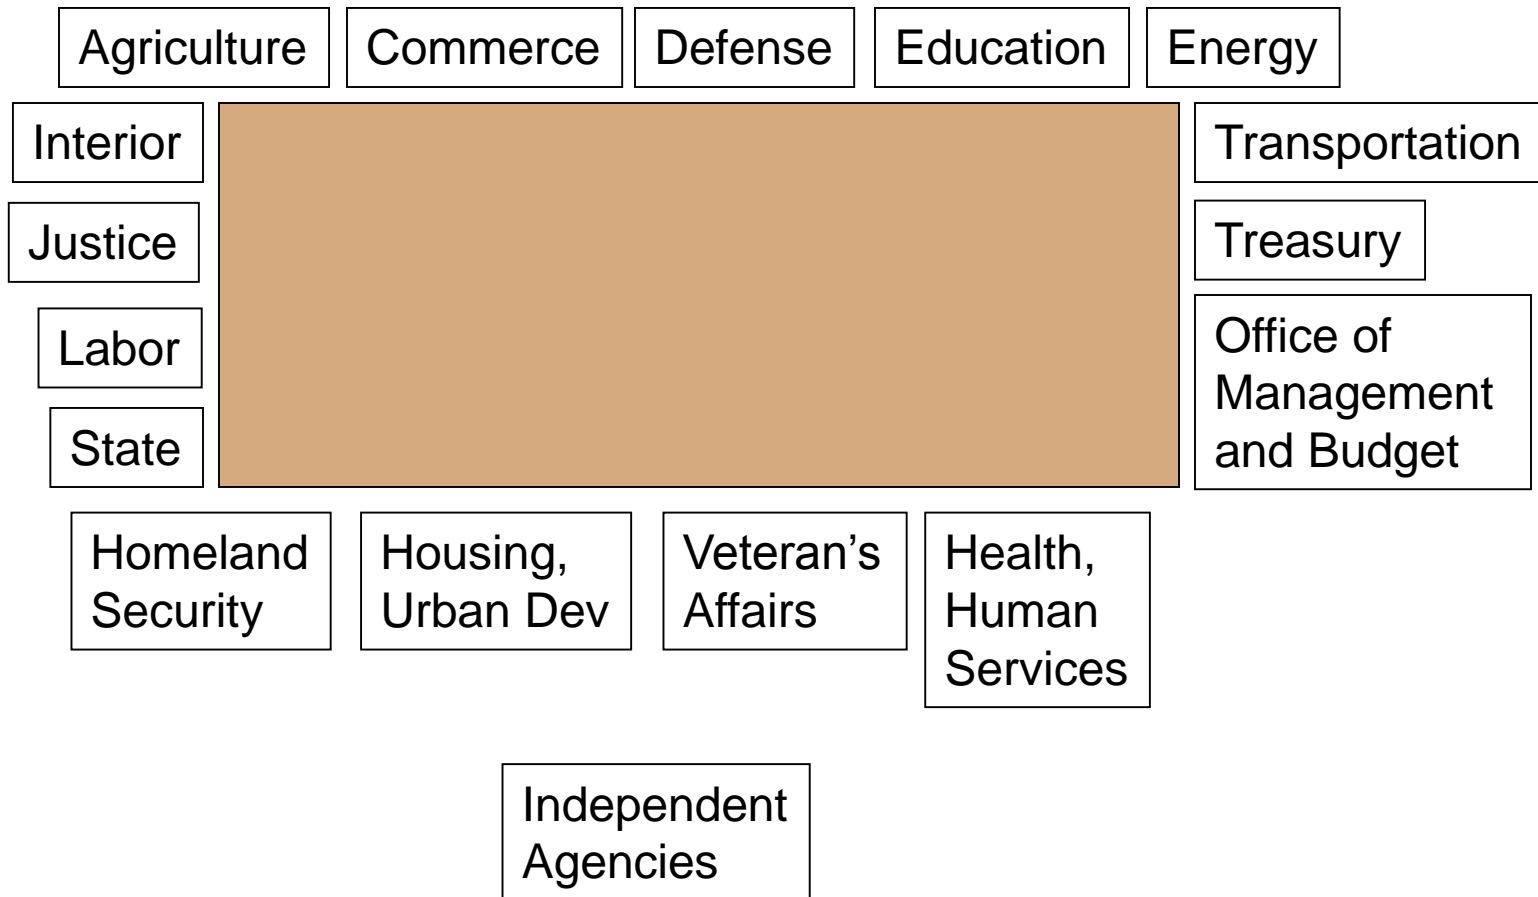 Agriculture
Commerce
Defense
Education
Energy
Interior
Justice
Labor
State
Transportation
Treasury
Office of
Management
and Budget
Homeland
Security
Housing,
Urban Dev
Veteran’s
Affairs
Health,
Human
Services
Independent
Agencies